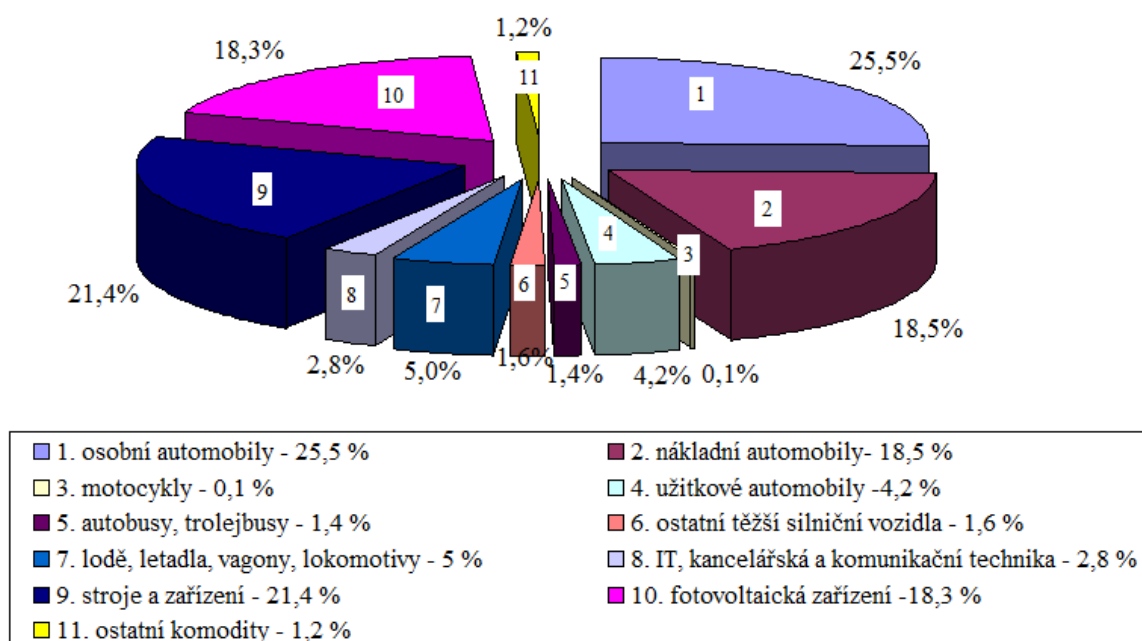 1,2%
18,3%
25,5%
11
10
1
9
2
4
3
8
7
6
5
21,4%
18,5%
2,8%
5,0%
1,6%
1,4%
4,2%
0,1%
1. osobní automobily - 25,5 %
2. nákladní automobily- 18,5 %
3. motocykly - 0,1 %
4. užitkové automobily -4,2 %
5. autobusy, trolejbusy - 1,4 %
6. ostatní těžší silniční vozidla - 1,6 %
7. lodě, letadla, vagony, lokomotivy - 5 %
8. IT, kancelářská a komunikační technika - 2,8 %
9. stroje a zařízení - 21,4 %
10. fotovoltaická zařízení -18,3 %
11. ostatní komodity - 1,2 %